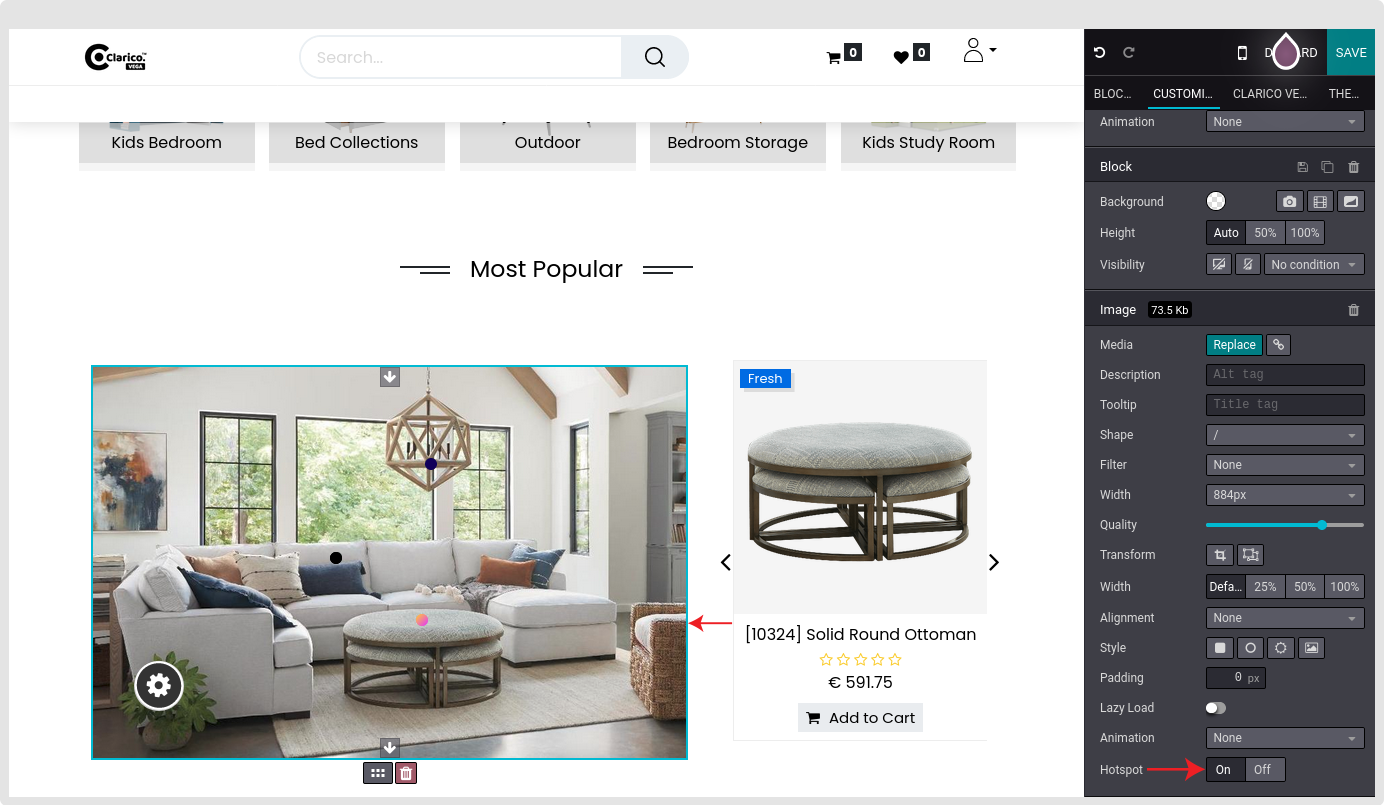 Clarico.™
VEGA
Search...
0
0
SAVE
BLOC...
CUSTOMI...
CLARICO VE...
THE...
Kids Bedroom
Bed Collections
Outdoor
Bedroom Storage
Kids Study Room
Animation
None
Block
Background
Height
Auto
50%
100%
Visibility
No condition
Most Popular
Image
73.5 Kb
Media
Replace
Description
Alt tag
Tooltip
Title tag
Shape
/
Filter
None
Width
884px
Quality
Transform
Width
Defa...
25%
50%
100%
Alignment
None
Style
Padding
0 px
Lazy Load
Animation
None
Hotspot
On
Off
Fresh
[10324] Solid Round Ottoman
€ 591.75
Add to Cart